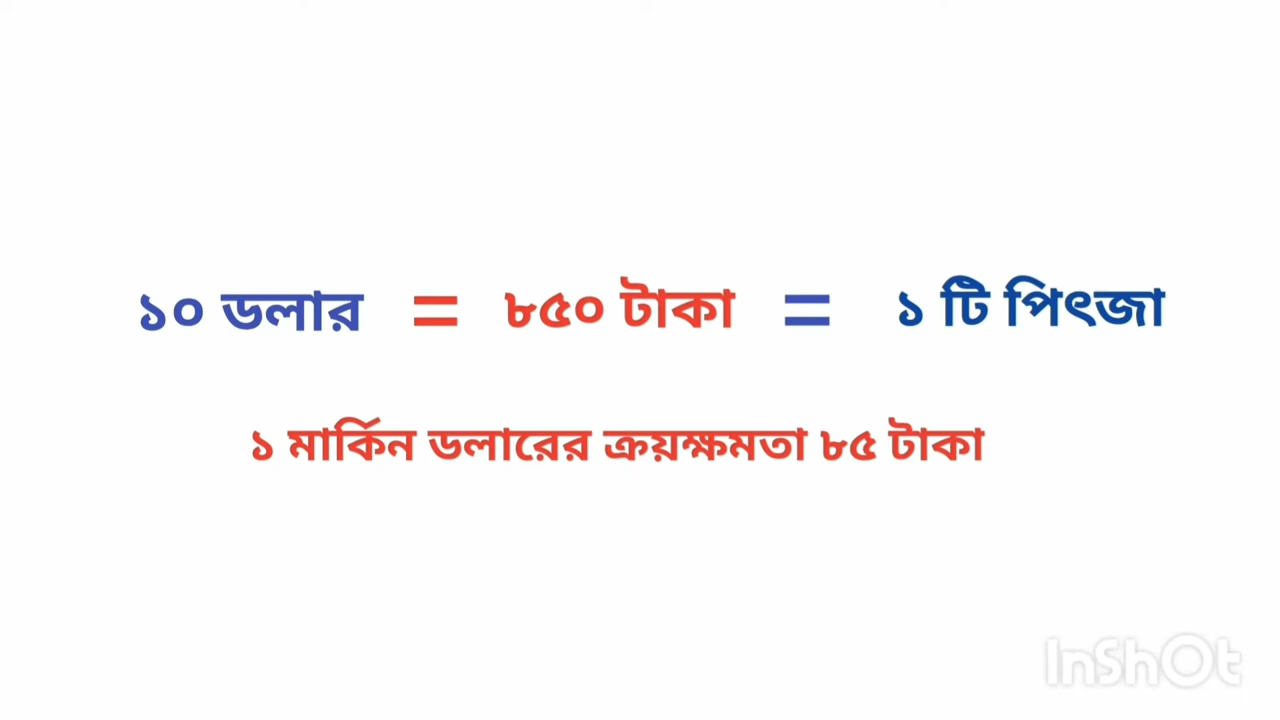 ১০ ডলার = ৮৫০ টাকা = ১ টি পিৎজা
১ মার্কিন ডলারের ক্রয়ক্ষমতা ৮৫ টাকা
InShOt